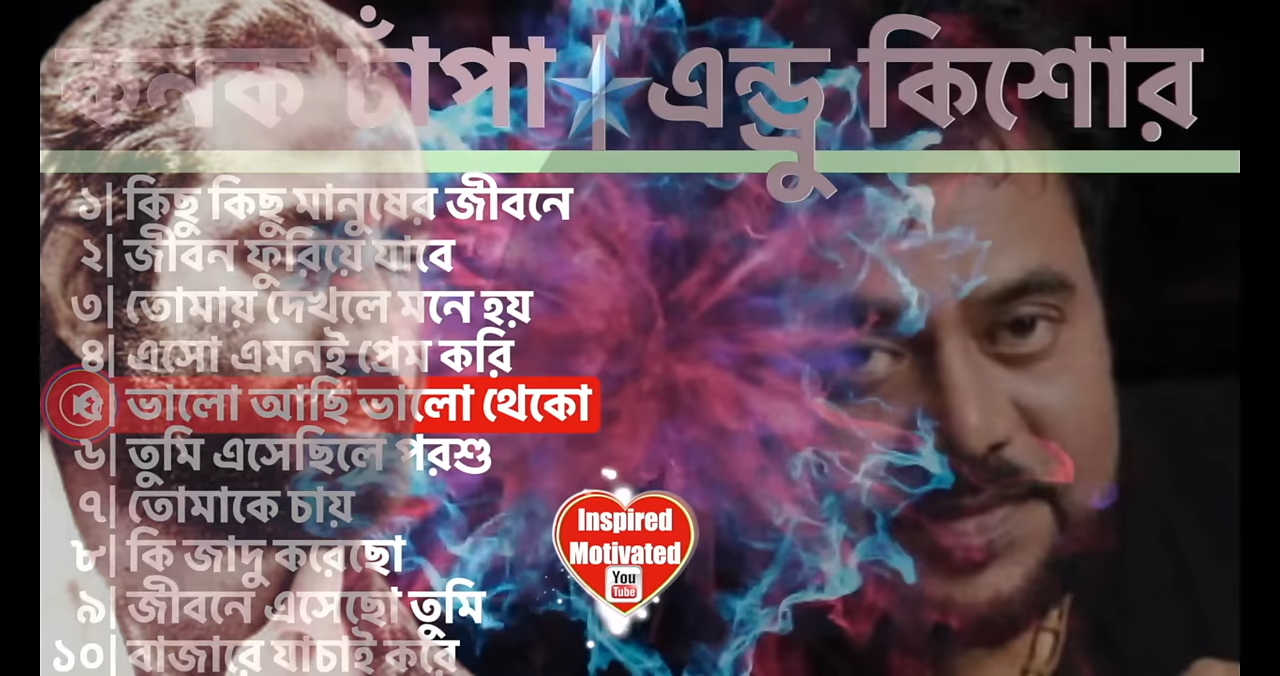 কনক চাঁপা | এন্ড্রু কিশোর
১| কিছু কিছু মানুষের জীবনে
২| জীবন ফুরিয়ে যাবে
৩| তোমায় দেখলে মনে হয়
৪| এসো এমনই প্রেম করি
৫| ভালো আছি ভালো থেকো
৬| তুমি এসেছিলে পরশু
৭| তোমাকে চায়
৮| কি জাদু করেছো
৯| জীবনে এসেছো তুমি
১০| বাজারে যাচাই করে
Inspired
Motivated
You
Tube